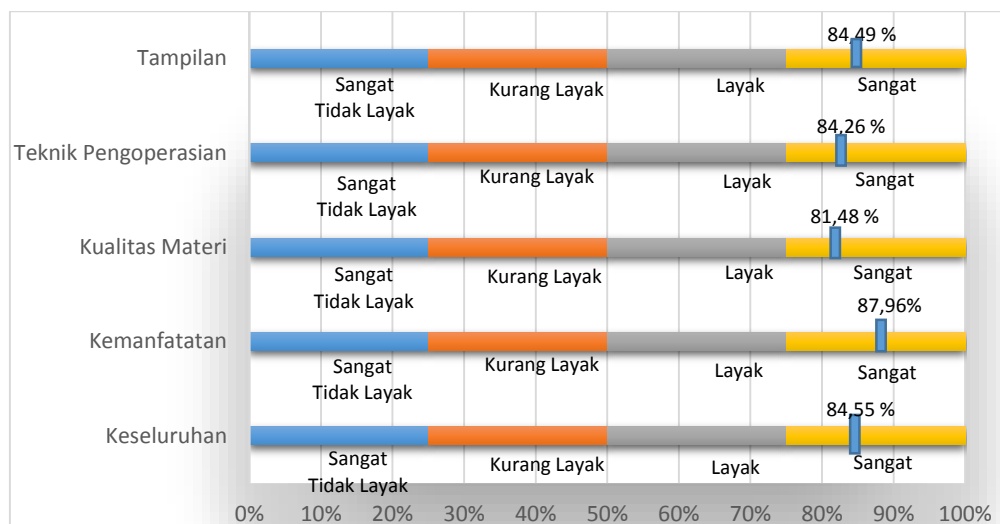 84,49 %
Tampilan
Sangat
Tidak Layak
Kurang Layak
Layak
Sangat
84,26 %
Teknik Pengoperasian
Sangat
Tidak Layak
Kurang Layak
Layak
Sangat
81,48 %
Kualitas Materi
Sangat
Tidak Layak
Kurang Layak
Layak
Sangat
87,96%
Kemanfatatan
Sangat
Tidak Layak
Kurang Layak
Layak
Sangat
84,55 %
Keseluruhan
Sangat
Tidak Layak
Kurang Layak
Layak
Sangat
0% 10% 20% 30% 40% 50% 60% 70% 80% 90% 100%